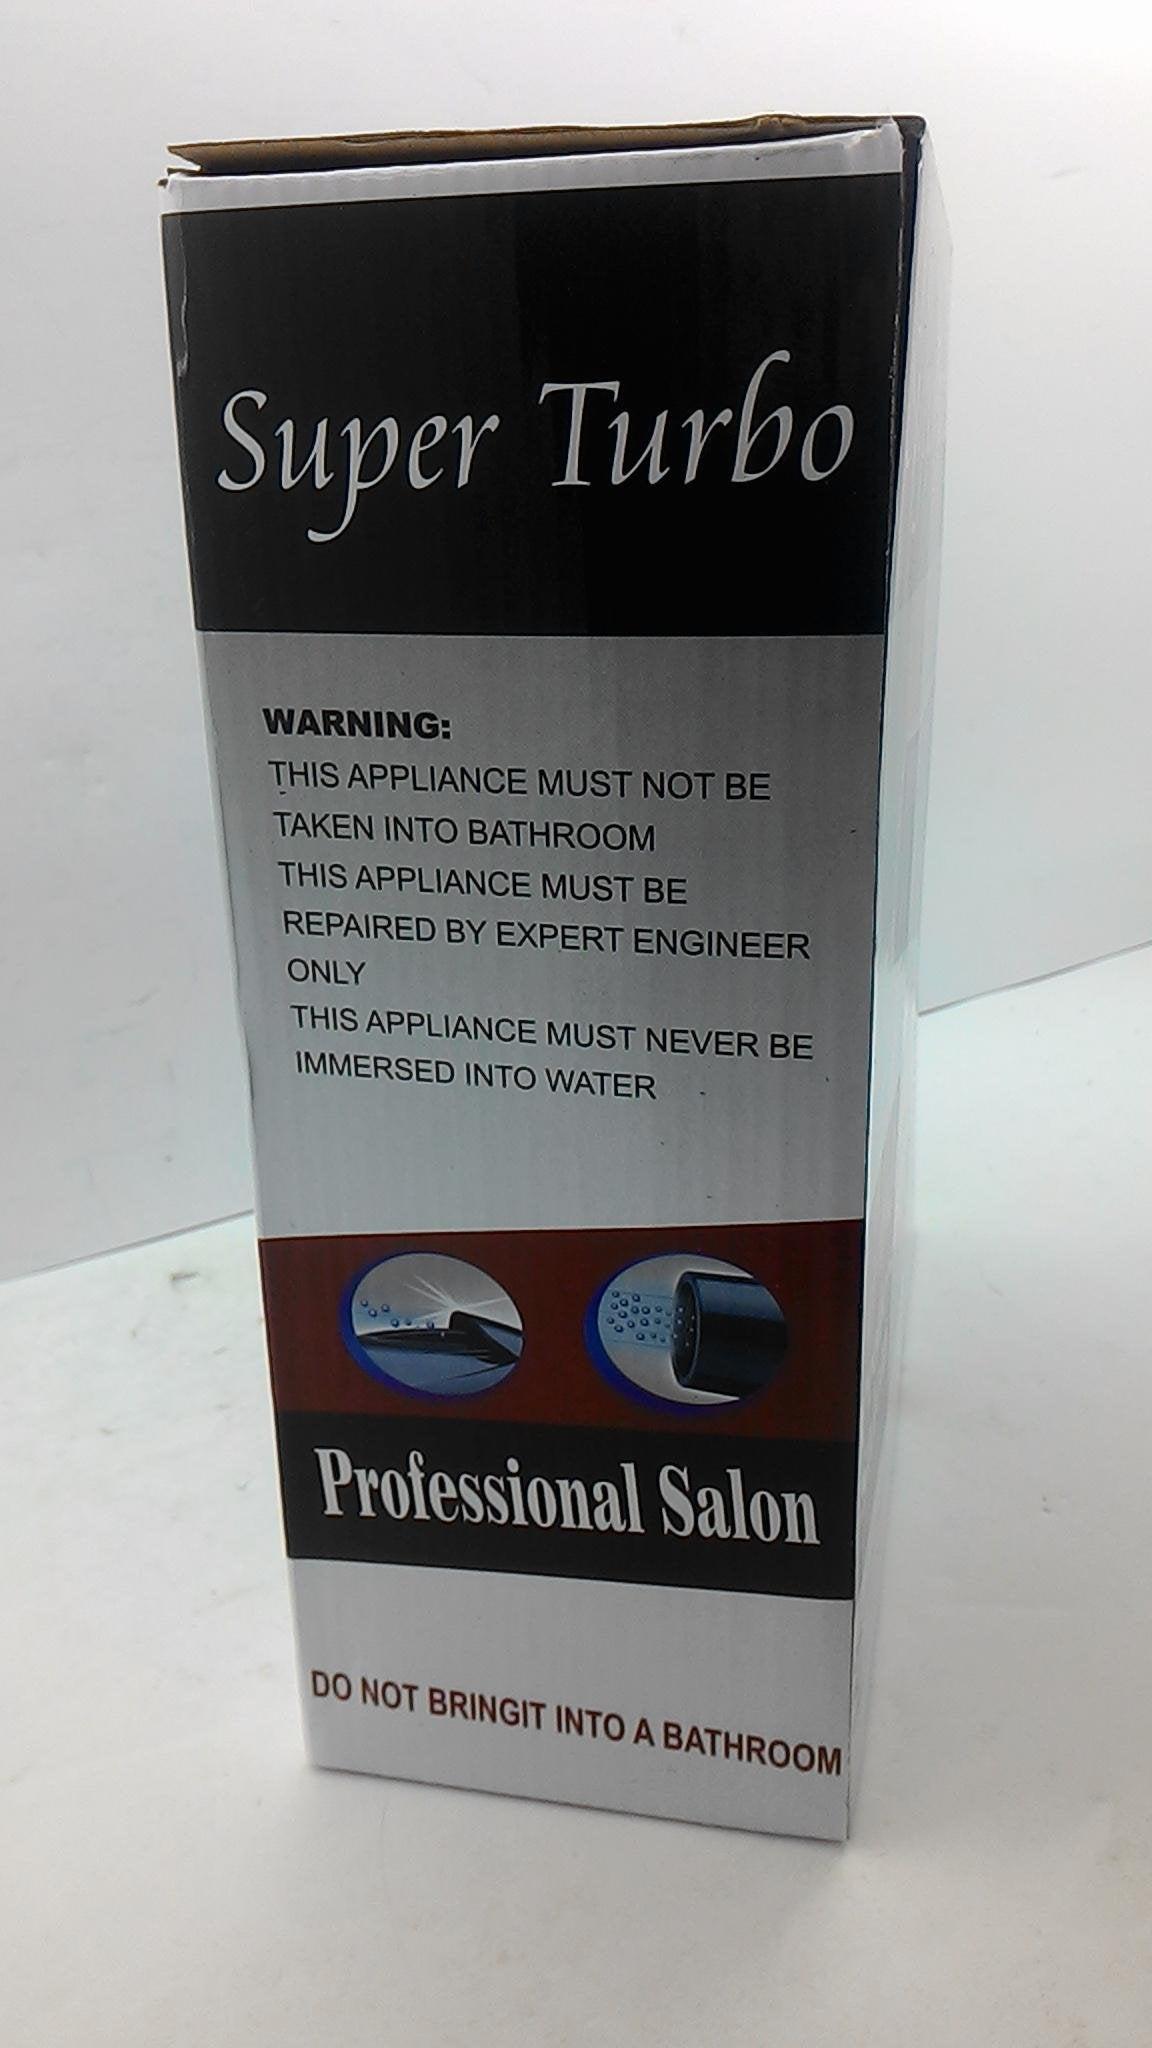 Super Turbo
WARNING:
THIS APPLIANCE MUST NOT BE
TAKEN INTO BATHROOM
THIS APPLIANCE MUST BE
REPAIRED BY EXPERT ENGINEER
ONLY
THIS APPLIANCE MUST NEVER BE
IMMERSED INTO WATER
Professional Salon
DO NOT BRINGIT INTO A BATHROOM